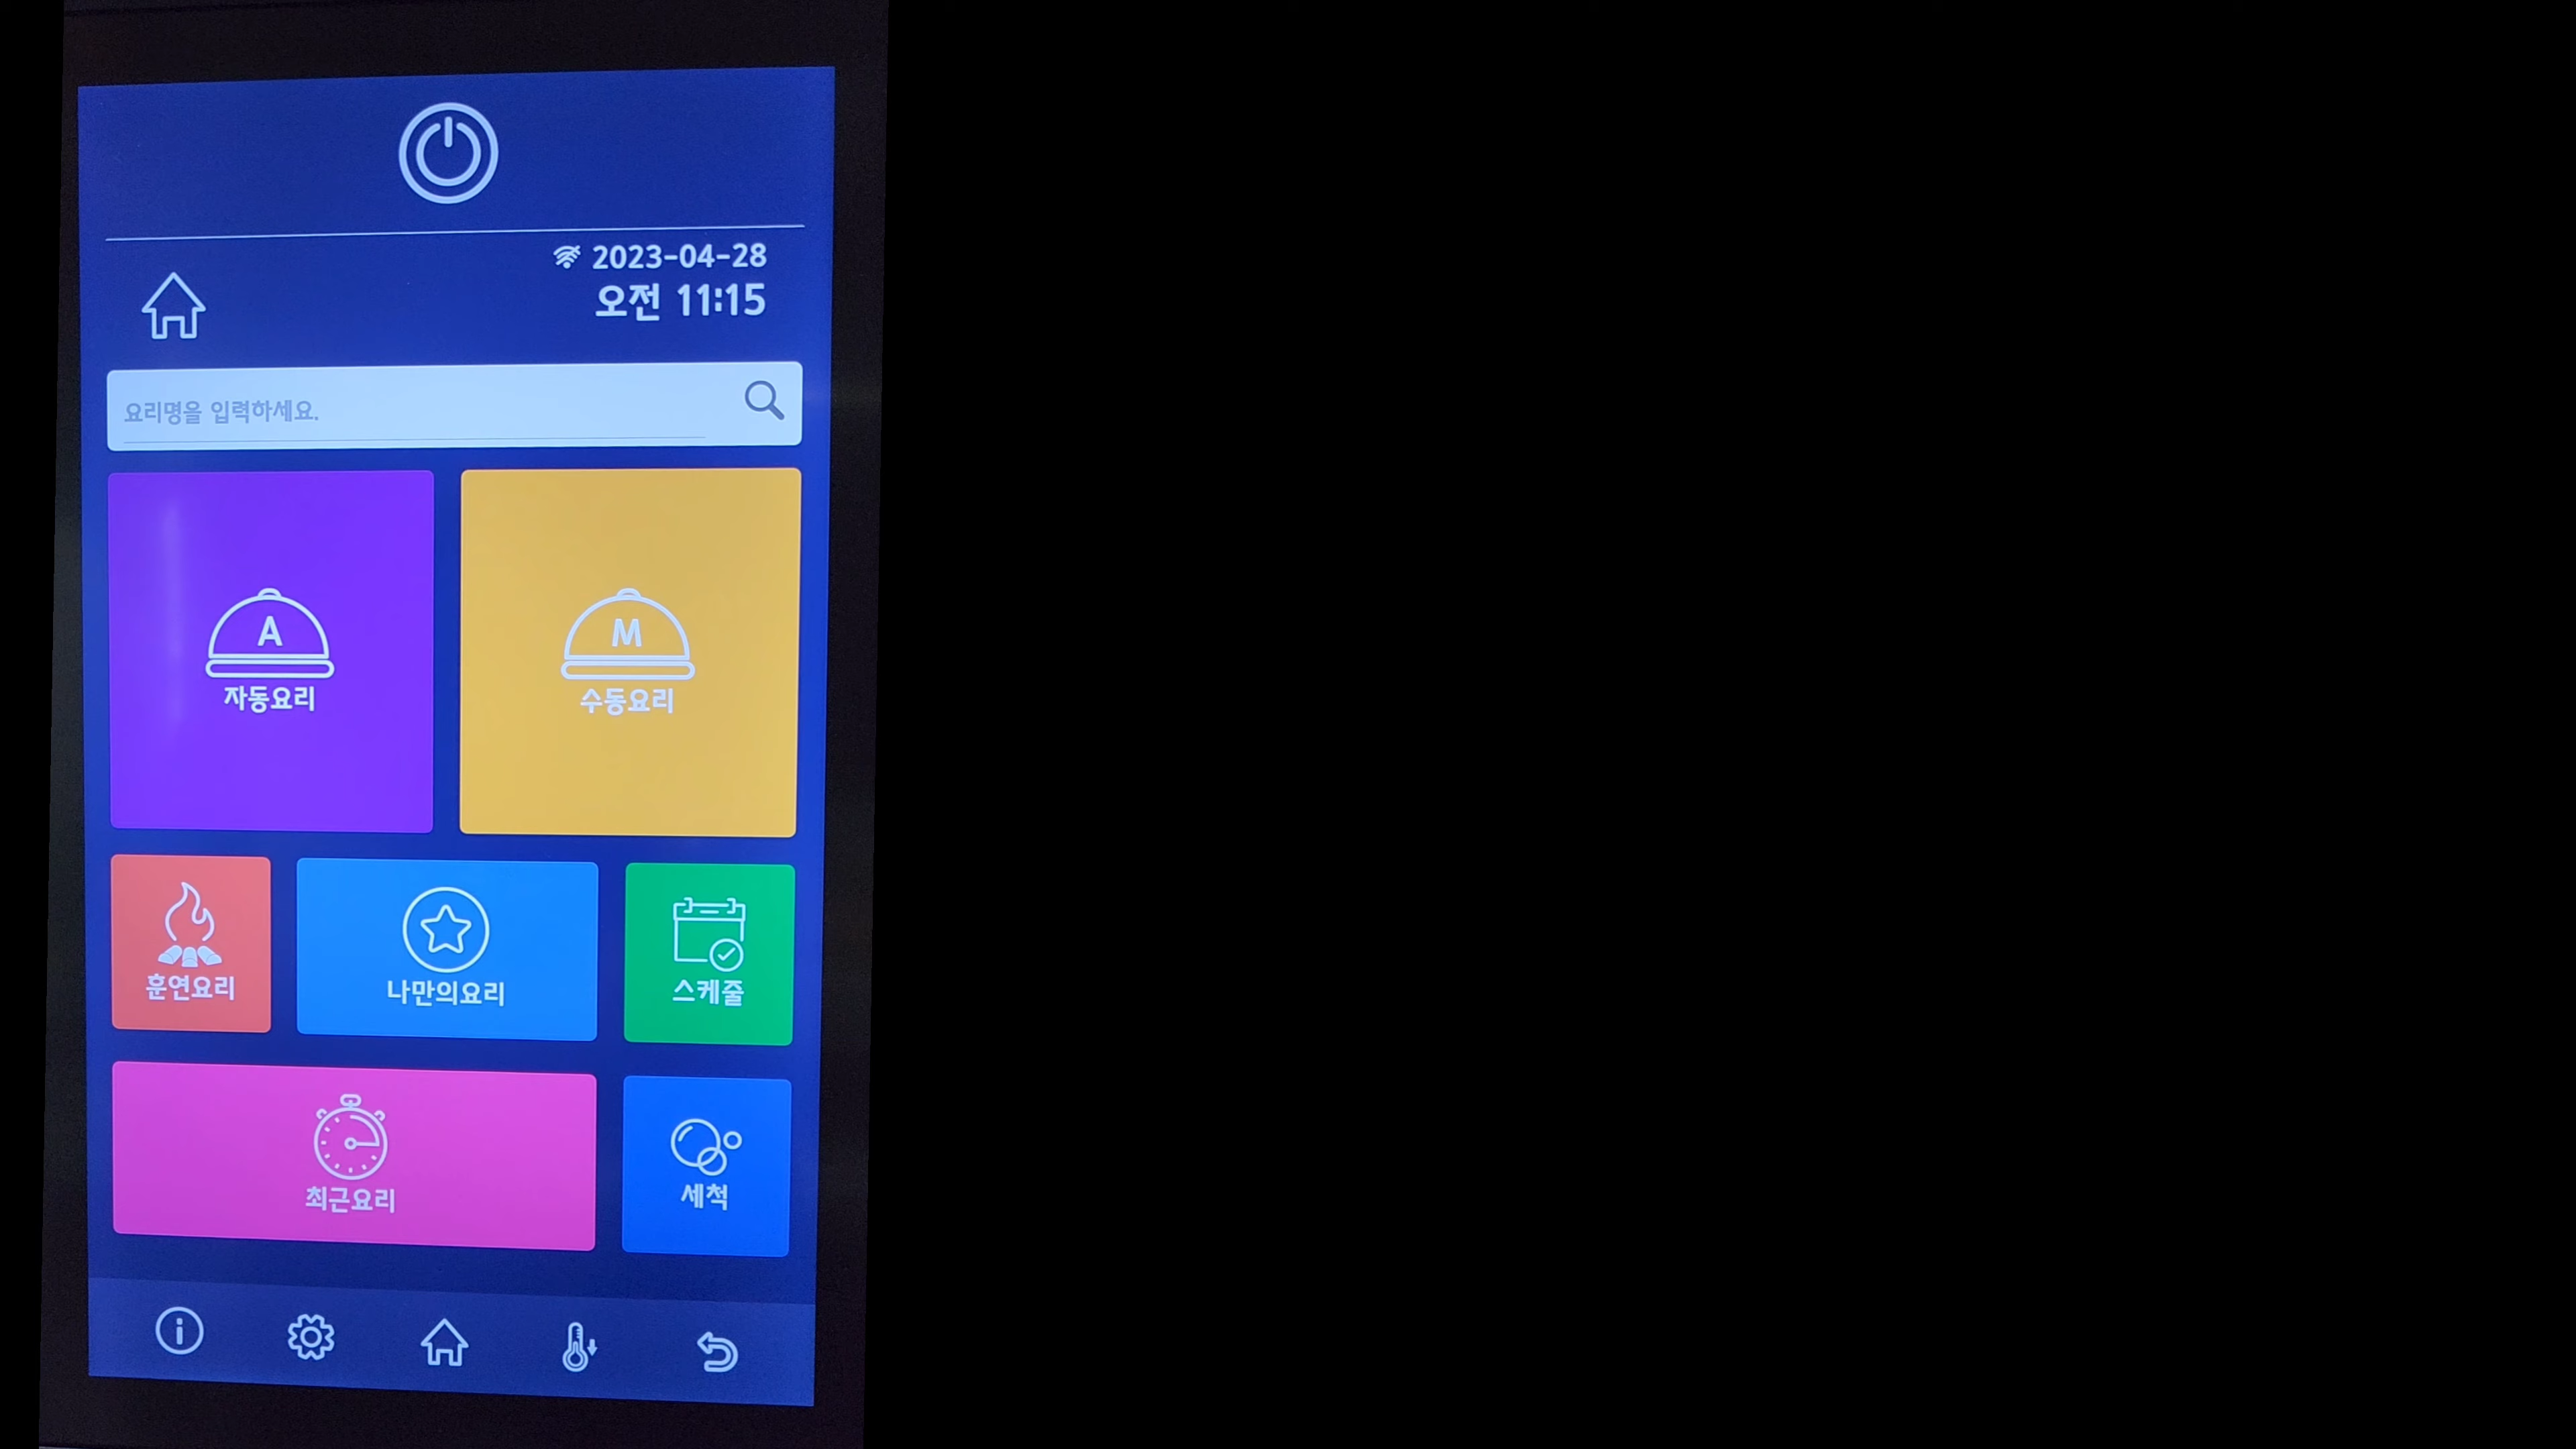 2023-04-28
오전 11:15
요리명을 입력하세요.
A
자동요리
M
수동요리
훈연요리
나만의요리
스케줄
최근요리
세척